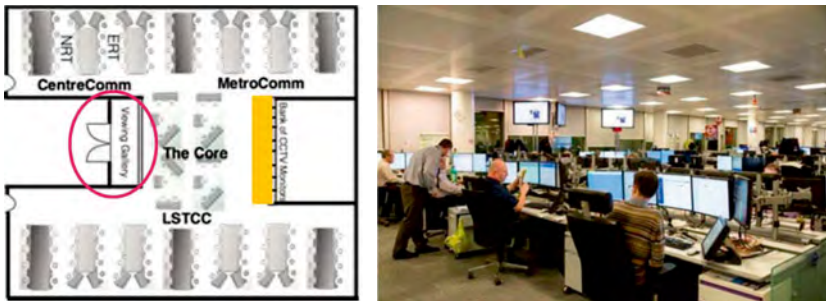 NRT
ERT
CentreComm
MetroComm
Viewing Gallery
The Core
Bank of CCTV Monitors
LSTCC